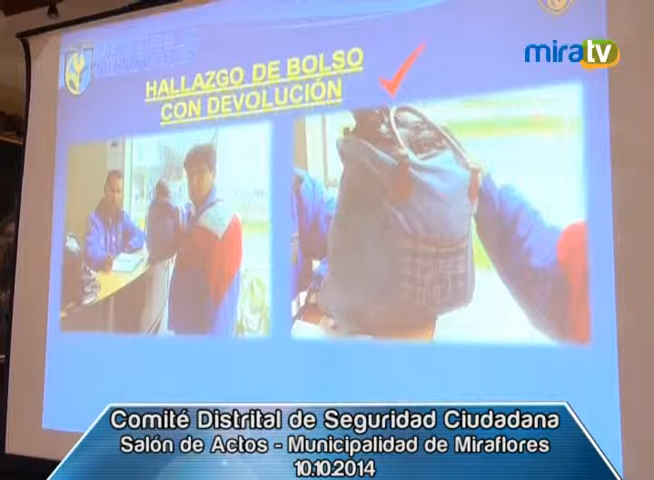 miratv
HALLAZGO DE BOLSO
CON DEVOLUCIÓN
Comité Distrital de Seguridad Ciudadana
Salón de Actos - Municipalidad de Miraflores
10.10.2014